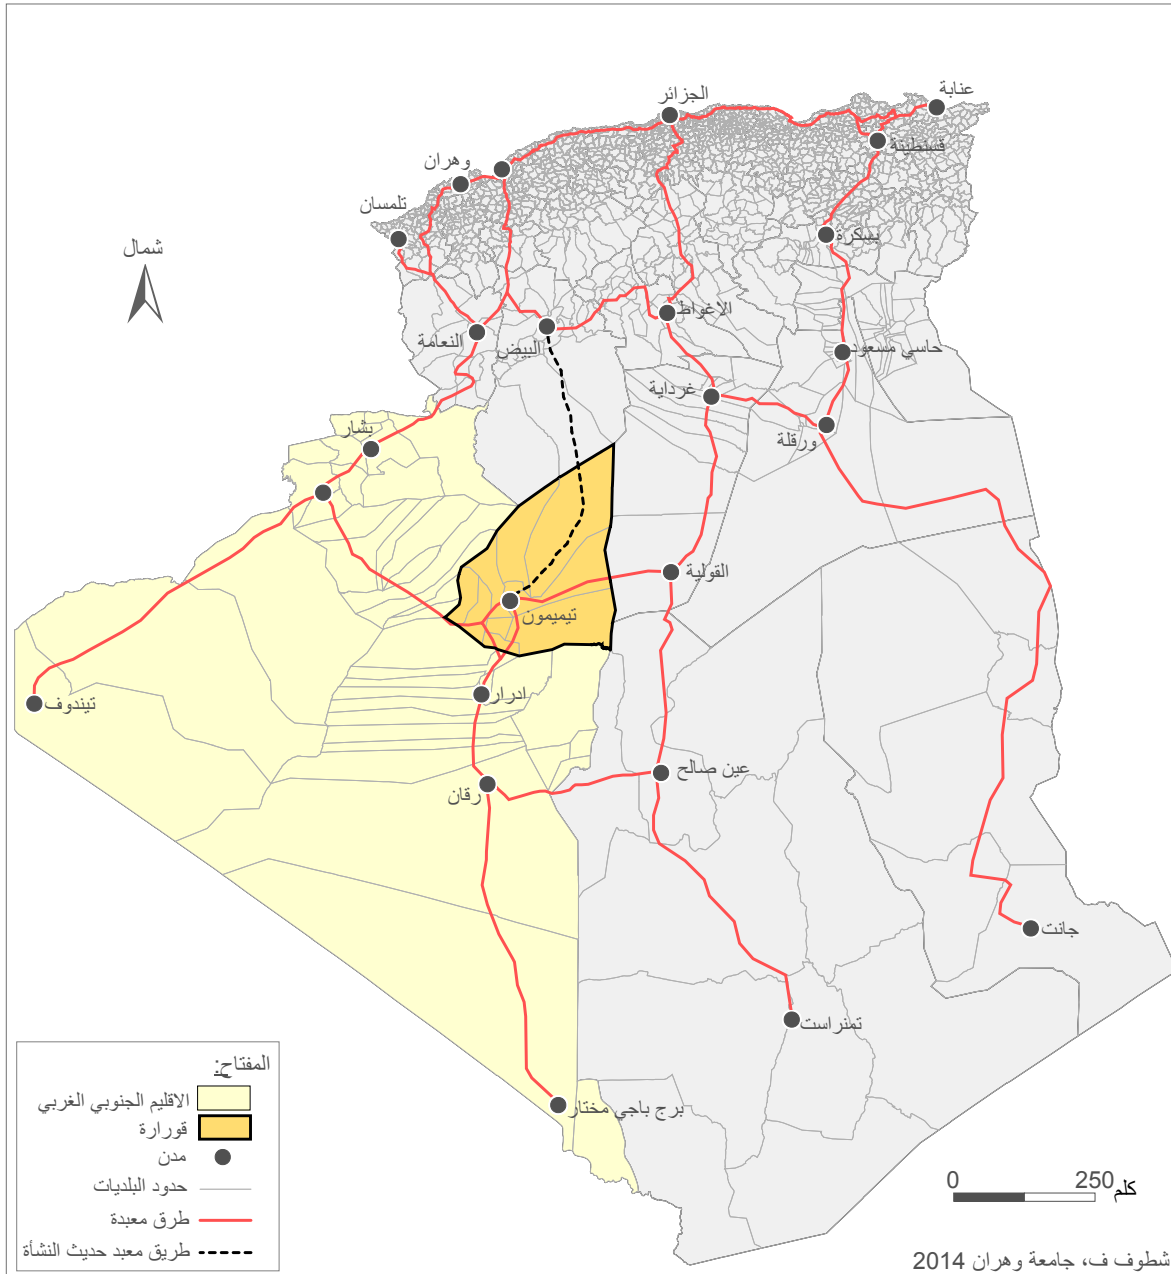 عنابة
الجزائر
قسنطينة
وهران
تلمسان
بسكرة
شمال
الاغواط
النعامة
البيض
حاسي مسعود
غرداية
بشار
ورقلة
القولية
تيميمون
ادرار
تيندوف
عين صالح
رقان
جانت
تمنراست
برج باجي مختار
المفتاح:
الاقليم الجنوبي الغربي
قورارة
مدن
حدود البلديات
طرق معبدة
طريق معبد حديث النشأة
0 250 كلم
شطوف ف، جامعة وهران 2014